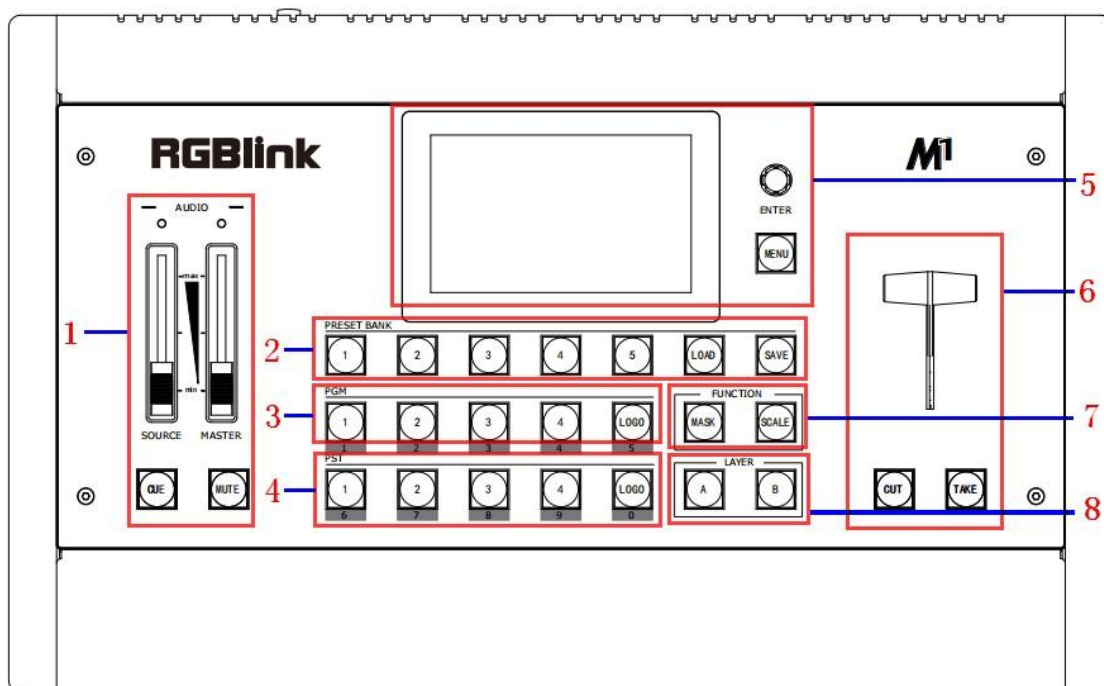 RGBlink
M1
AUDIO
max
min
SOURCE MASTER
CUE MUTE
1
ENTER
MENU
5
PRESET BANK
1 2 3 4 5 LOAD SAVE
2
PGM
1 2 3 4 LOGO
1 2 3 4 5
3
PST
1 2 3 4 LOGO
6 7 8 9 0
4
FUNCTION
MASK SCALE
7
LAYER
A B
8
CUT TAKE
6